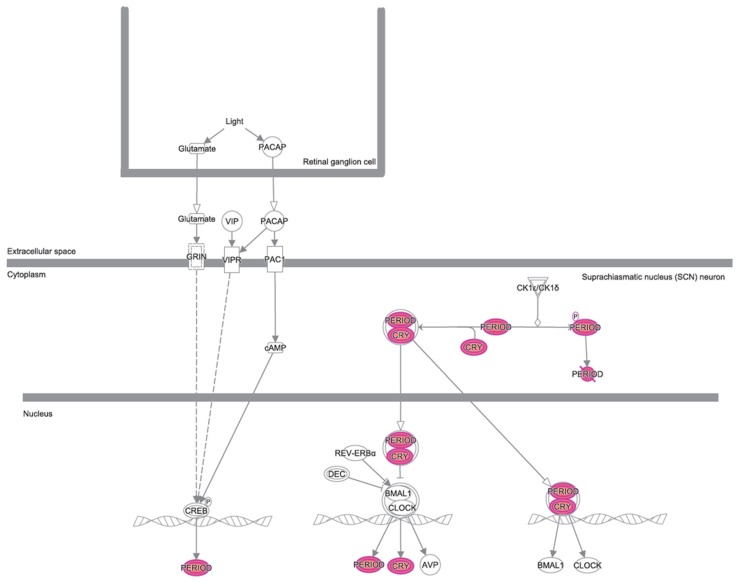 Light
Glutamate
PACAP
Retinal ganglion cell
Glutamate
VIP
PACAP
Extracellular space
GRIN
VIPR
PAC1
Cytoplasm
Suprachiasmatic nucleus (SCN) neuron
CK1ε/CK1δ
P
PERIOD
PERIOD
PERIOD
CRY
CRY
cAMP
PERIOD
Nucleus
PERIOD
CRY
REV-ERBα
DEC
BMAL1
CLOCK
PERIOD
CRY
P
CREB
PERIOD
PERIOD
CRY
AVP
BMAL1
CLOCK